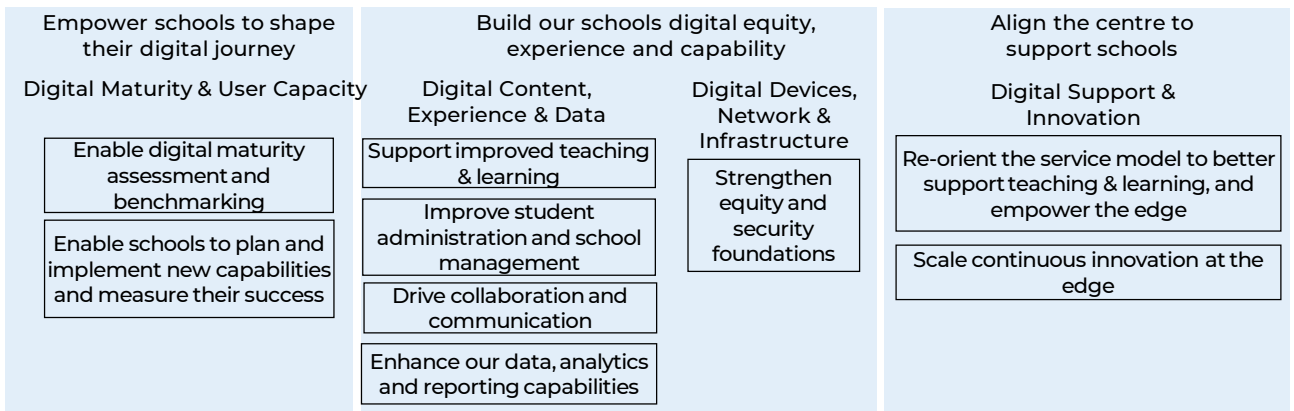 Empower schools to shape
their digital journey
Digital Maturity & User Capacity
Enable digital maturity
assessment and
benchmarking
Enable schools to plan and
implement new capabilities
and measure their success
Build our schools digital equity,
experience and capability
Digital Content,
Experience & Data
Support improved teaching
& learning
Improve student
administration and school
management
Drive collaboration and
communication
Enhance our data, analytics
and reporting capabilities
Digital Devices,
Network &
Infrastructure
Strengthen
equity and
security
foundations
Align the centre to
support schools
Digital Support &
Innovation
Re-orient the service model to better
support teaching & learning, and
empower the edge
Scale continuous innovation at the
edge